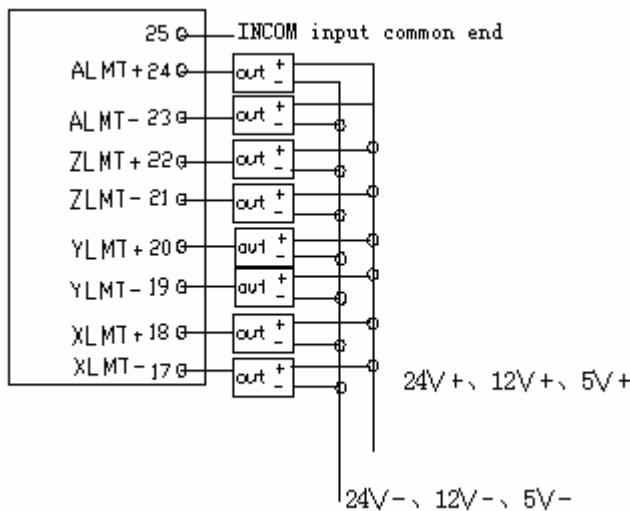 25 INCOM input common end
ALMT+24 out + -
ALMT- 23 out + -
ZLMT+22 out + -
ZLMT- 21 out + -
YLMT+20 out + -
YLMT- 19 out + -
XLMT+18 out + -
XLMT-17 out + -
24V+、12V+、5V+
24V-、12V-、5V-